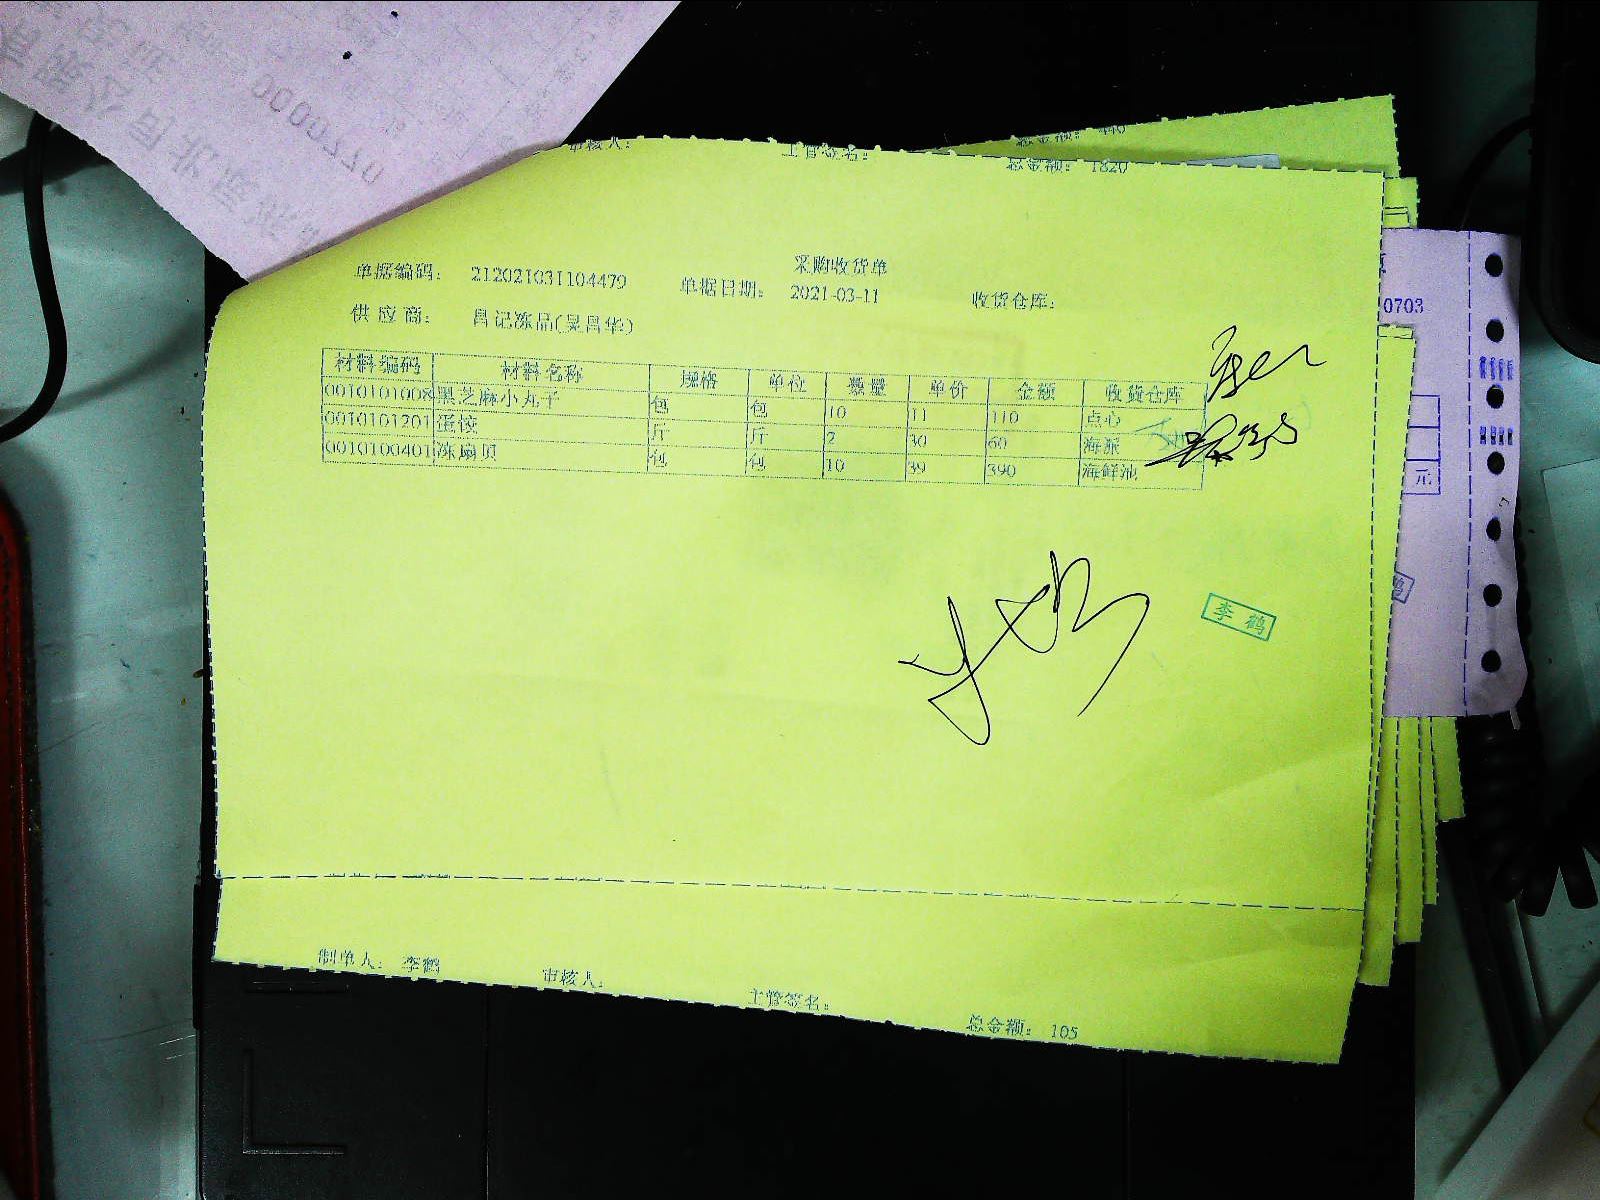 0000770
审核人: 主管签名: 总金额: 440
总金额: 1820
采购收货单
单据编码: 212021031104479 单据日期: 2021-03-11 收货仓库:
供 应 商: 昌记冻品(吴昌华)
材料编码 材料名称 规格 单位 数量 单价 金额 收货仓库
0010101008 黑芝麻小丸子 包 包 10 11 110 点心
0010101201 蛋饺 斤 斤 2 30 60 海派
0010100401 冻扇贝 包 包 10 39 390 海鲜池
0703
元
李鹤
制单人: 李鹤 审核人: 主管签名: 总金额: 105